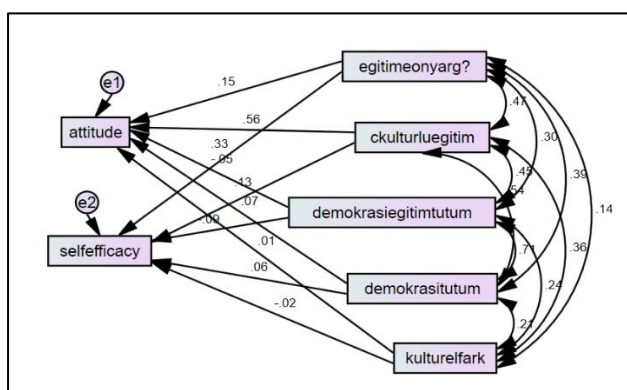 egitimeonyarg?
e1
.15
.47
attitude
.56
ckulturluegitim
.30
.33
-.05
.39
.45
.54
.13
.14
e2
.07
demokrasiegitimtutum
-.09
selfefficacy
.01
.71
.36
.06
demokrasitutum
.24
-.02
.21
kulturelfark